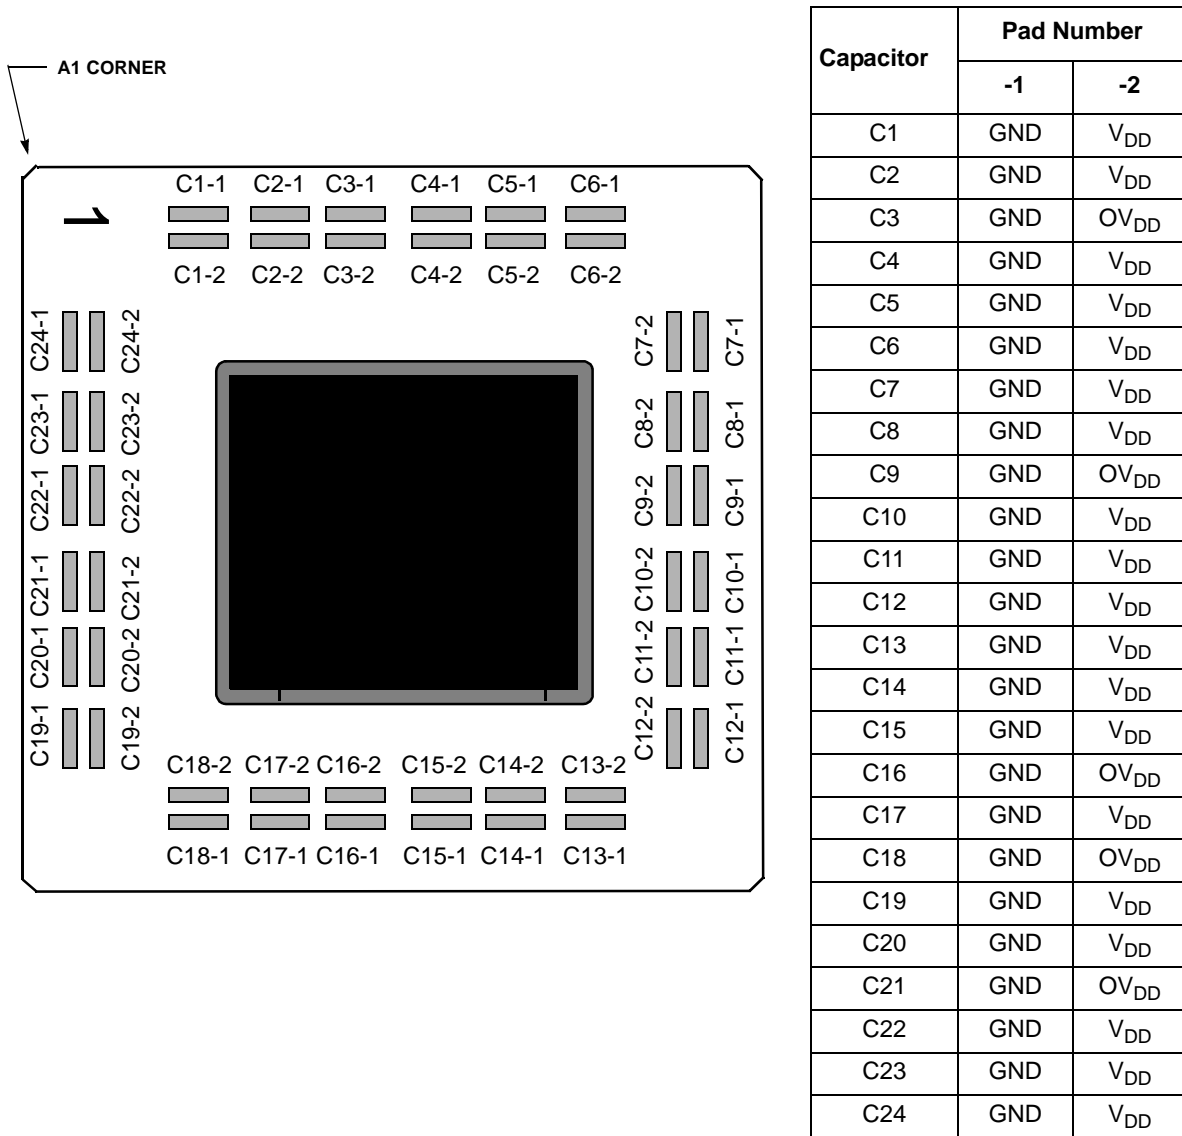 A1 CORNER
1
C1-1 C2-1 C3-1 C4-1 C5-1 C6-1
C1-2 C2-2 C3-2 C4-2 C5-2 C6-2
C24-1 C24-2
C23-1 C23-2
C22-1 C22-2
C21-1 C21-2
C20-1 C20-2
C19-1 C19-2
C7-2 C7-1
C8-2 C8-1
C9-2 C9-1
C10-2 C10-1
C11-2 C11-1
C12-2 C12-1
C18-2 C17-2 C16-2 C15-2 C14-2 C13-2
C18-1 C17-1 C16-1 C15-1 C14-1 C13-1
Capacitor Pad Number
-1 -2
C1 GND VDD
C2 GND VDD
C3 GND OVDD
C4 GND VDD
C5 GND VDD
C6 GND VDD
C7 GND VDD
C8 GND VDD
C9 GND OVDD
C10 GND VDD
C11 GND VDD
C12 GND VDD
C13 GND VDD
C14 GND VDD
C15 GND VDD
C16 GND OVDD
C17 GND VDD
C18 GND OVDD
C19 GND VDD
C20 GND VDD
C21 GND OVDD
C22 GND VDD
C23 GND VDD
C24 GND VDD